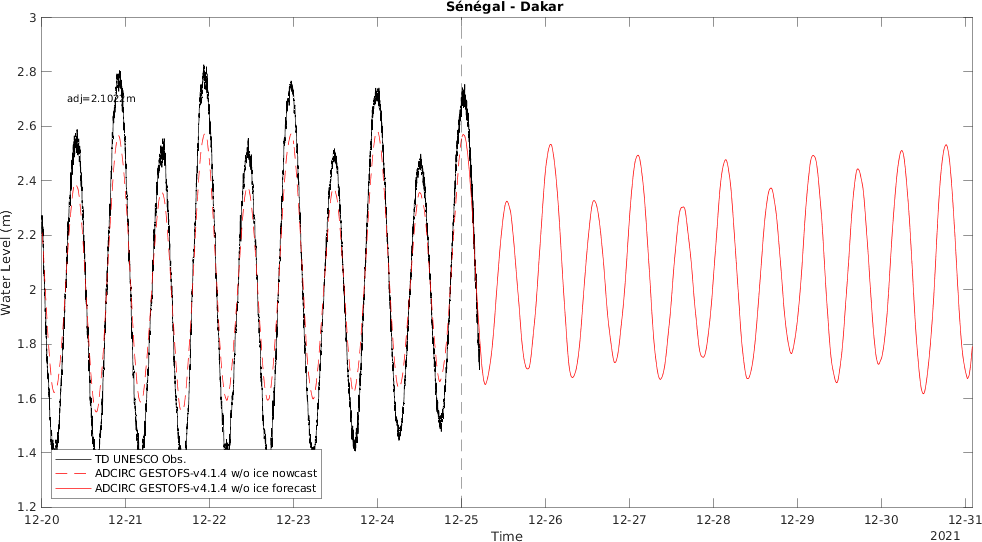 Sénégal - Dakar
3
2.8
adj=2.1022m
2.6
2.4
2.2
2
1.8
1.6
1.4
1.2
Water Level (m)
TD UNESCO Obs.
ADCIRC GESTOFS-v4.1.4 w/o ice nowcast
ADCIRC GESTOFS-v4.1.4 w/o ice forecast
12-20 12-21 12-22 12-23 12-24 12-25 12-26 12-27 12-28 12-29 12-30 12-31
Time
2021